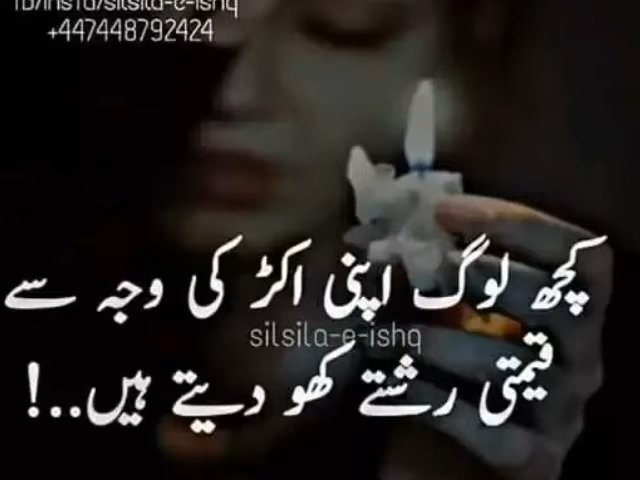 fb/insta/silsila-e-ishq
+447448792424
کچھ لوگ اپنی اکڑ کی وجہ سے
silsila-e-ishq
قیمتی رشتے کھو دیتے ہیں..!